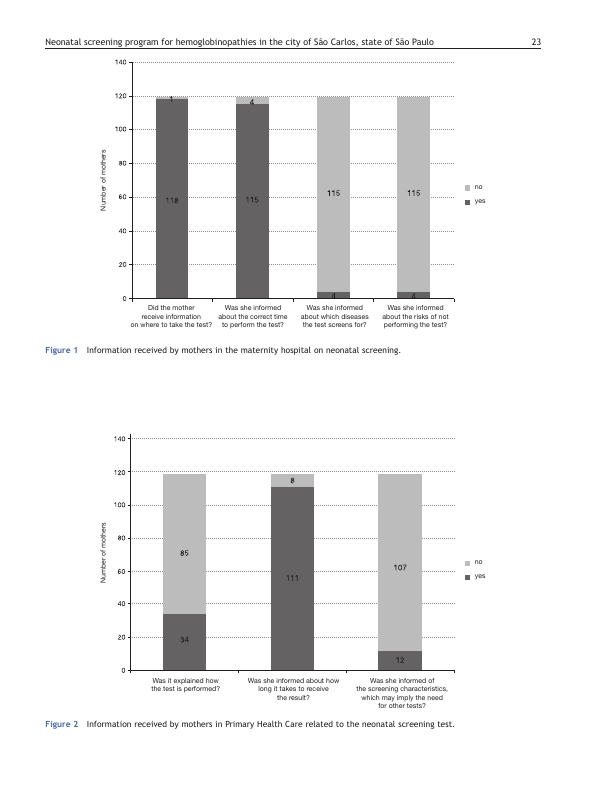 Neonatal screening program for hemoglobinopathies in the city of São Carlos, state of São Paulo 23
140
120
100
80
60
40
20
0
Number of mothers
1
118
4
115
115
4
115
4
no
yes
Did the mother
receive information
on where to take the test?
Was she informed
about the correct time
to perform the test?
Was she informed
about which diseases
the test screens for?
Was she informed
about the risks of not
performing the test?
Figure 1 Information received by mothers in the maternity hospital on neonatal screening.
140
120
100
80
60
40
20
0
Number of mothers
85
34
8
111
107
12
no
yes
Was it explained how
the test is performed?
Was she informed about how
long it takes to receive
the result?
Was she informed of
the screening characteristics,
which may imply the need
for other tests?
Figure 2 Information received by mothers in Primary Health Care related to the neonatal screening test.